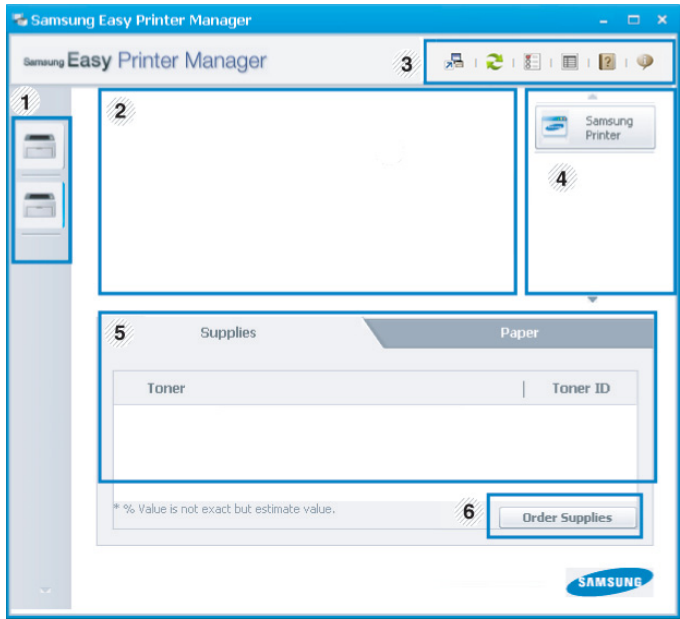 Samsung Easy Printer Manager
Samsung Easy Printer Manager
3
1
2
Samsung
Printer
4
5
Supplies
Paper
Toner
Toner ID
* % Value is not exact but estimate value.
6
Order Supplies
SAMSUNG